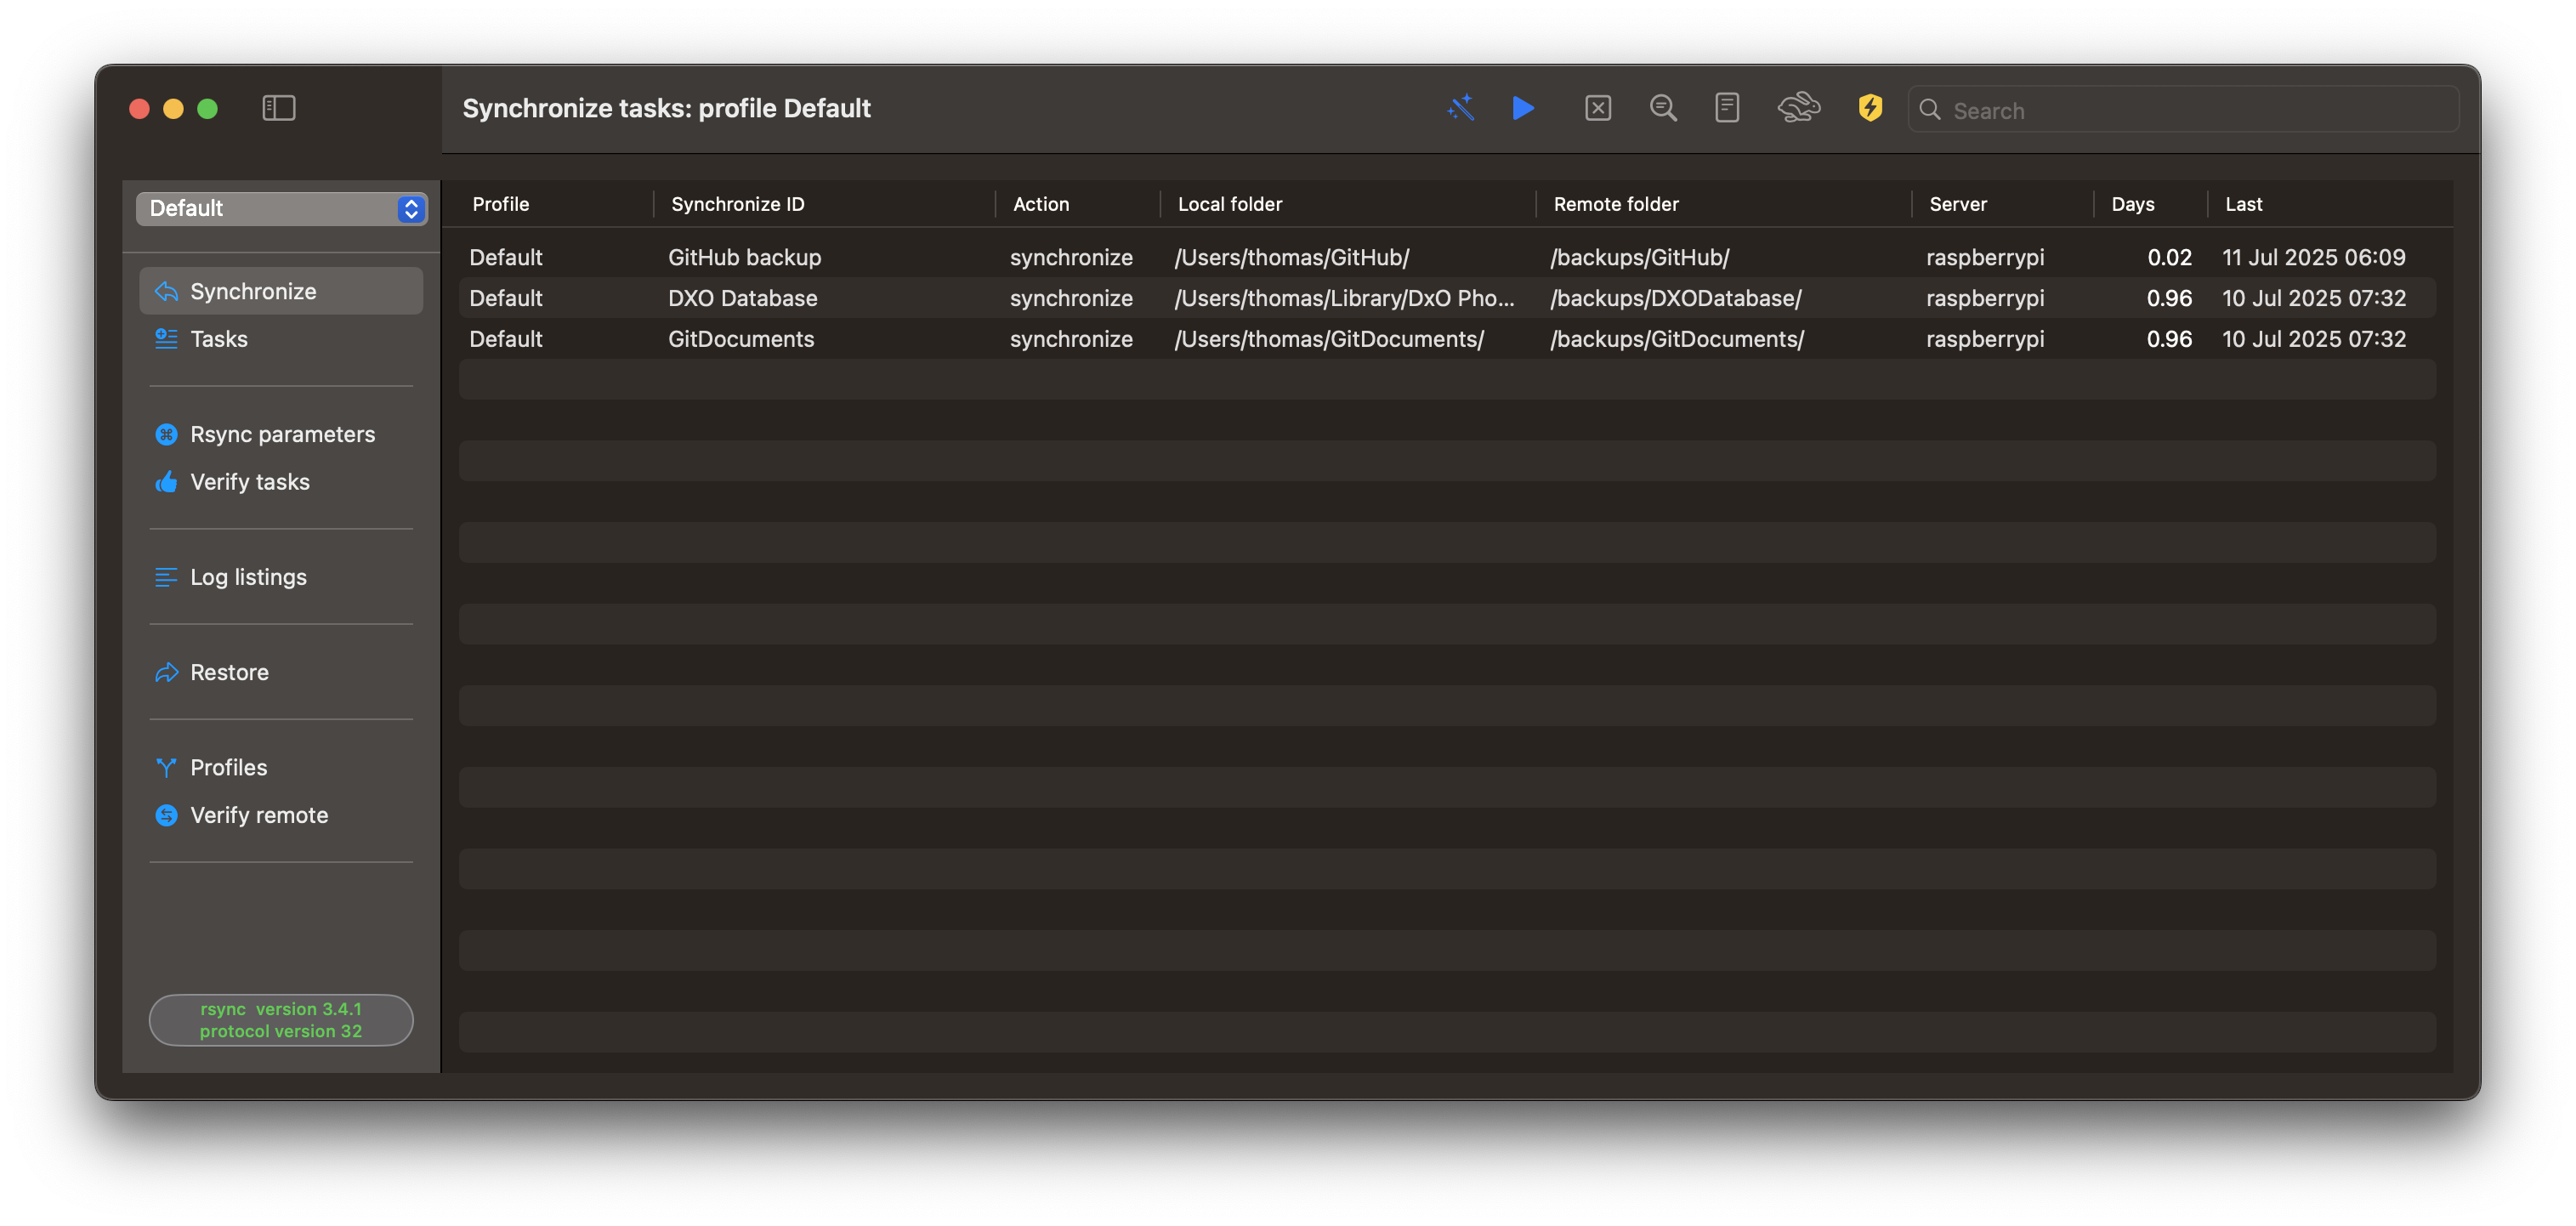 Synchronize tasks: profile Default
Search
Default
Synchronize
Tasks
Rsync parameters
Verify tasks
Log listings
Restore
Profiles
Verify remote
rsync  version 3.4.1
protocol version 32
Profile Synchronize ID Action Local folder Remote folder Server Days Last
Default GitHub backup synchronize /Users/thomas/GitHub/ /backups/GitHub/ raspberrypi 0.02 11 Jul 2025 06:09
Default DXO Database synchronize /Users/thomas/Library/DxO Pho... /backups/DXODatabase/ raspberrypi 0.96 10 Jul 2025 07:32
Default GitDocuments synchronize /Users/thomas/GitDocuments/ /backups/GitDocuments/ raspberrypi 0.96 10 Jul 2025 07:32